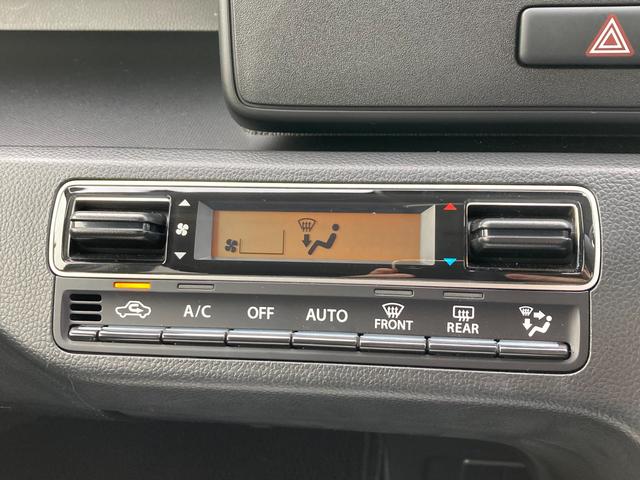 A/C OFF AUTO FRONT REAR